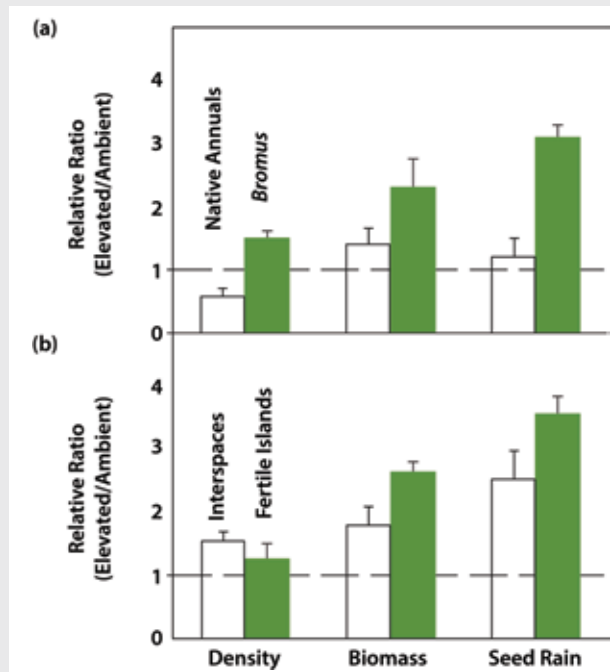 (a)
Relative Ratio
(Elevated/Ambient)
4
3
2
1
0
Native Annuals
Bromus
(b)
Relative Ratio
(Elevated/Ambient)
4
3
2
1
0
Interspaces
Fertile Islands
Density
Biomass
Seed Rain